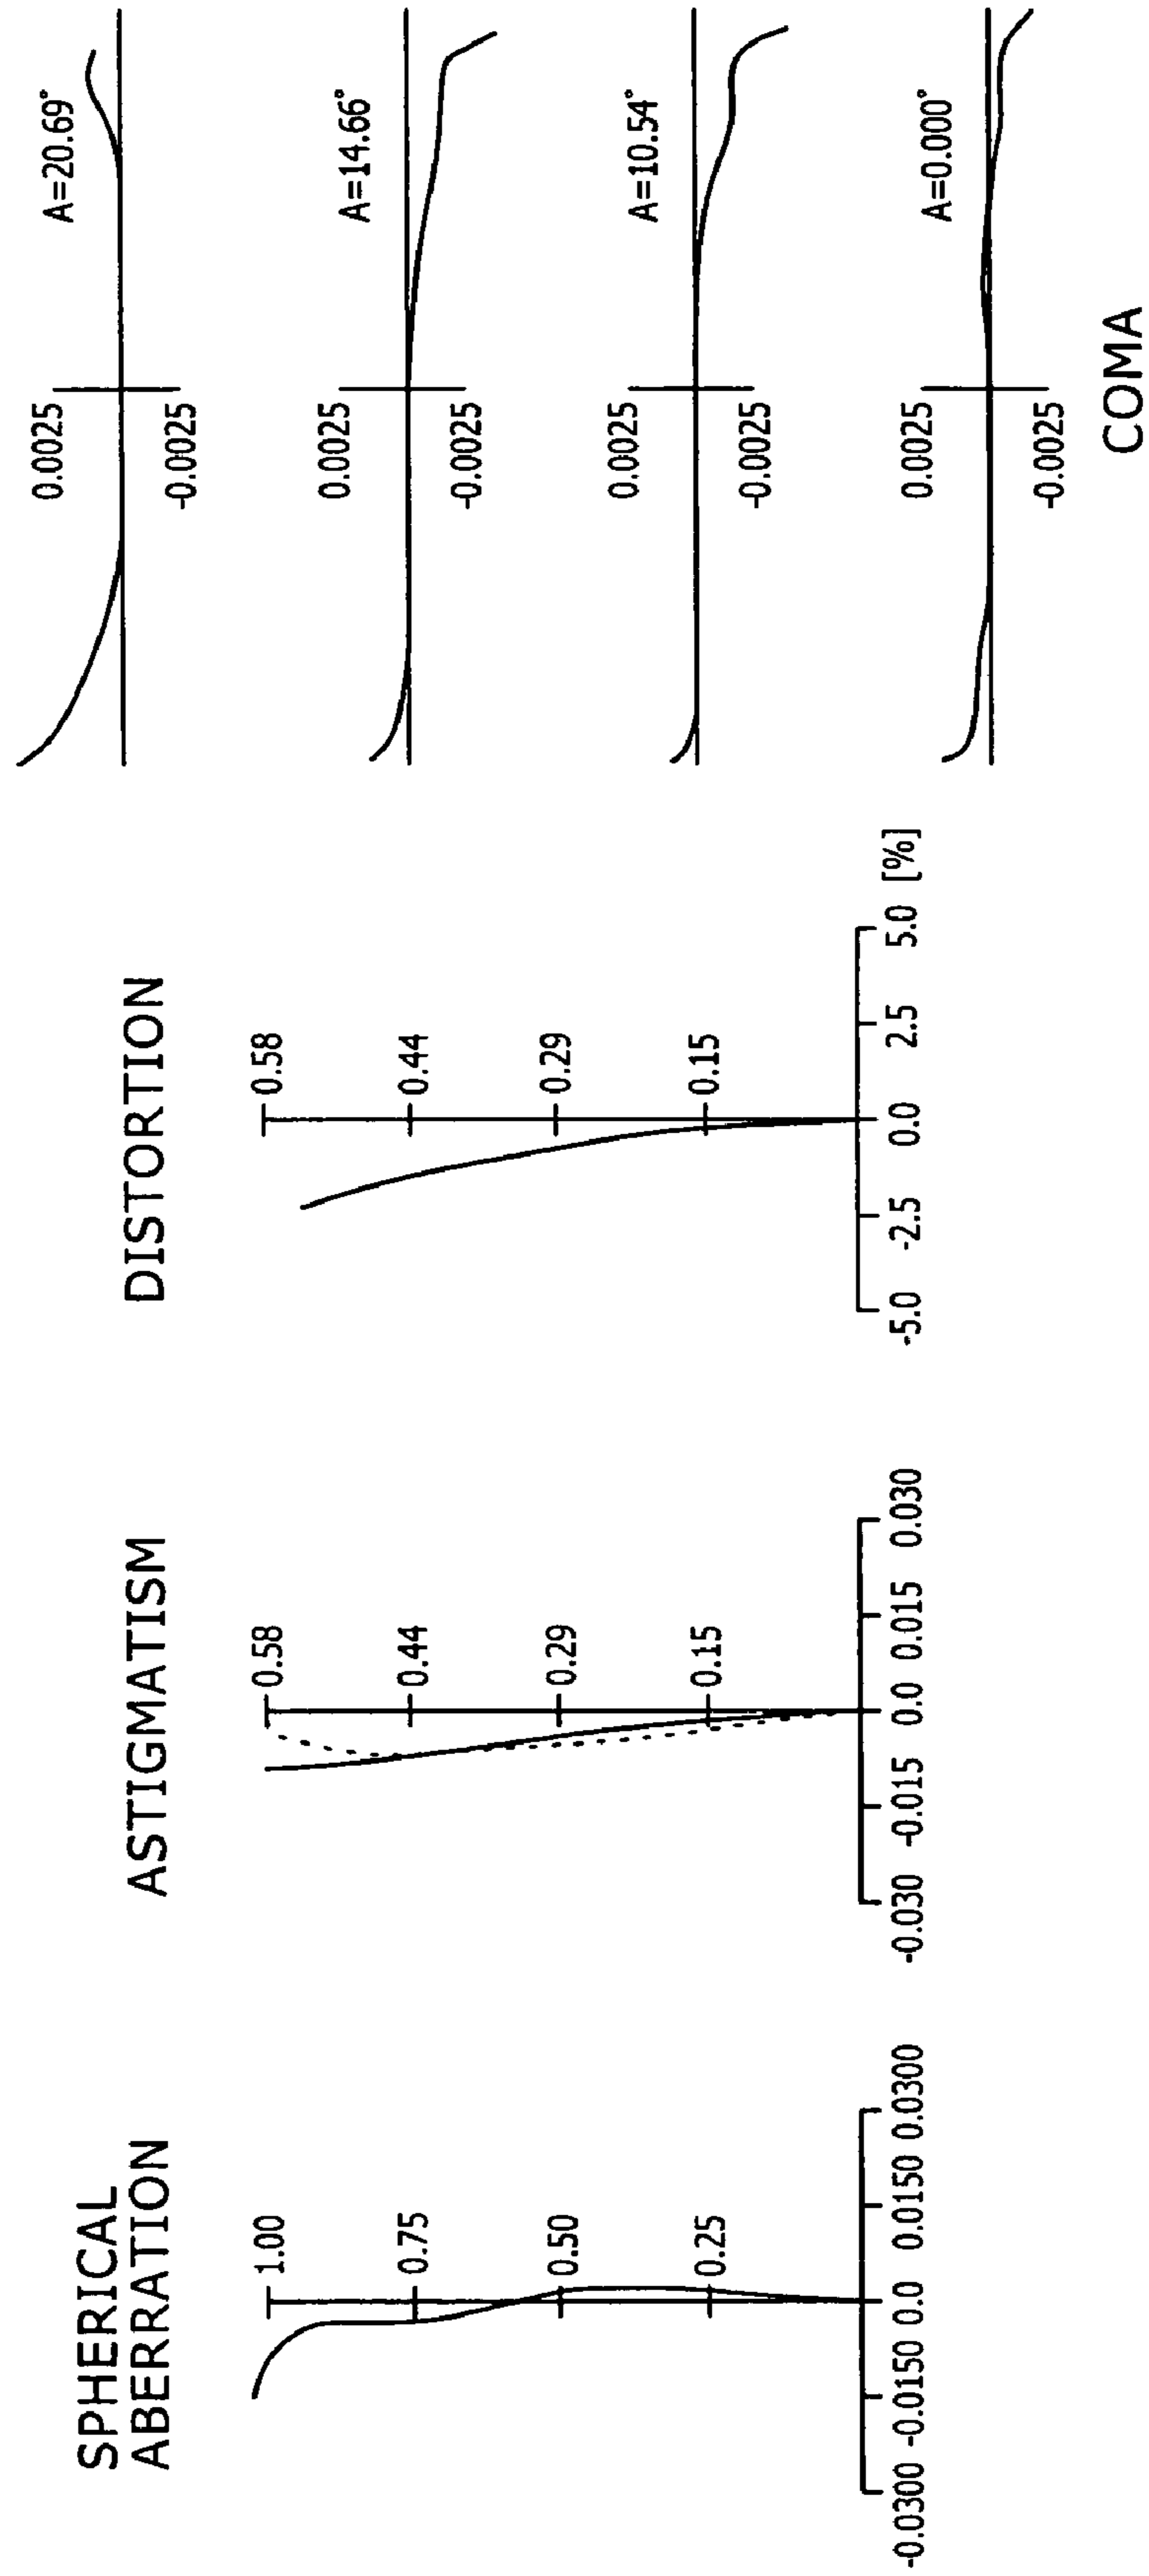 SPHERICAL
ABERRATION
1.00
0.75
0.50
0.25
-0.0300 -0.0150 0.0 0.0150 0.0300
ASTIGMATISM
0.58
0.44
0.29
0.15
-0.030 -0.015 0.0 0.015 0.030
DISTORTION
0.58
0.44
0.29
0.15
-5.0 -2.5 0.0 2.5 5.0 [%]
0.0025
A=20.69°
-0.0025
0.0025
A=14.66°
-0.0025
0.0025
A=10.54°
-0.0025
0.0025
A=0.000°
-0.0025
COMA